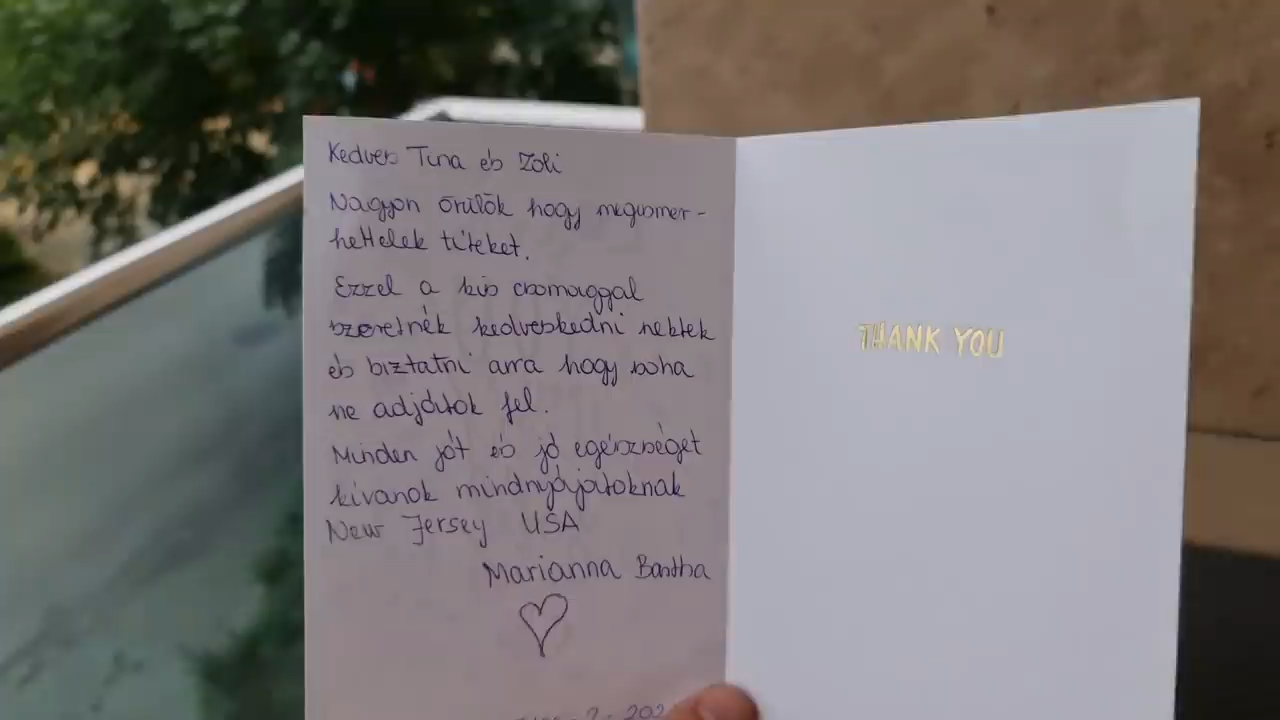 Kedves Tina és Zoli
Nagyon örülök hogy megismer-
hettelek titeket.
Ezzel a kis csomaggal
szeretnék kedveskedni nektek
és biztatni arra hogy soha
ne adjátok fel.
Minden jót és jó egészséget
kívanok mindnyájatoknak
New Jersey USA
Marianna Bartha
THANK YOU